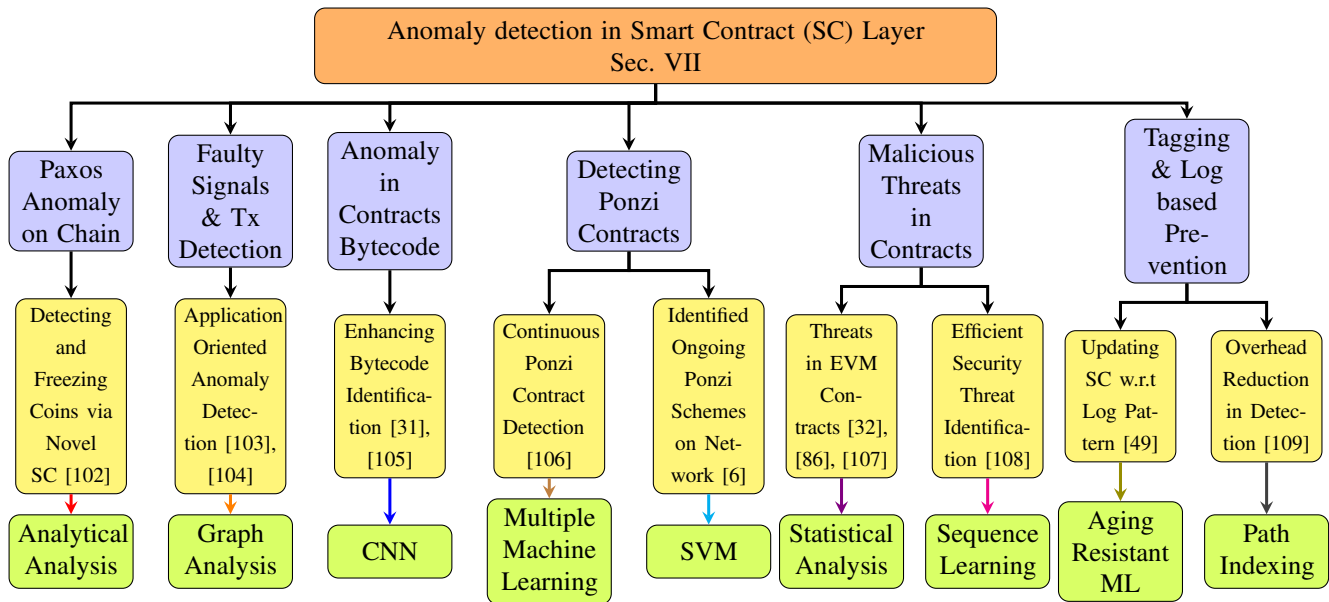 Anomaly detection in Smart Contract (SC) Layer
Sec. VII
Paxos
Anomaly
on Chain
Faulty
Signals
& Tx
Detection
Anomaly
in
Contracts
Bytecode
Detecting
Ponzi
Contracts
Malicious
Threats
in
Contracts
Tagging
& Log
based
Pre-
vention
Detecting
and
Freezing
Coins via
Novel
SC [102]
Application
Oriented
Anomaly
Detec-
tion [103],
[104]
Enhancing
Bytecode
Identifica-
tion [31],
[105]
Continuous
Ponzi
Contract
Detection
[106]
Identified
Ongoing
Ponzi
Schemes
on Net-
work [6]
Threats
in EVM
Con-
tracts [32],
[86], [107]
Efficient
Security
Threat
Identifica-
tion [108]
Updating
SC w.r.t
Log Pat-
tern [49]
Overhead
Reduction
in Detec-
tion [109]
Analytical
Analysis
Graph
Analysis
CNN
Multiple
Machine
Learning
SVM
Statistical
Analysis
Sequence
Learning
Aging
Resistant
ML
Path
Indexing